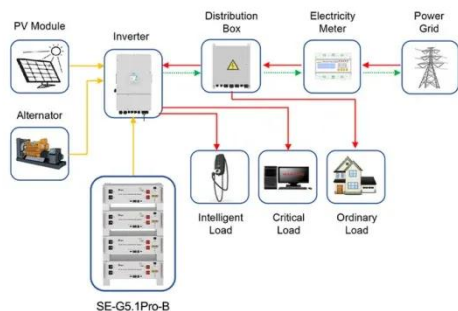 PV Module
Inverter
Distribution
Box
Electricity
Meter
Power
Grid
Alternator
Intelligent
Load
Critical
Load
Ordinary
Load
SE-G5.1Pro-B